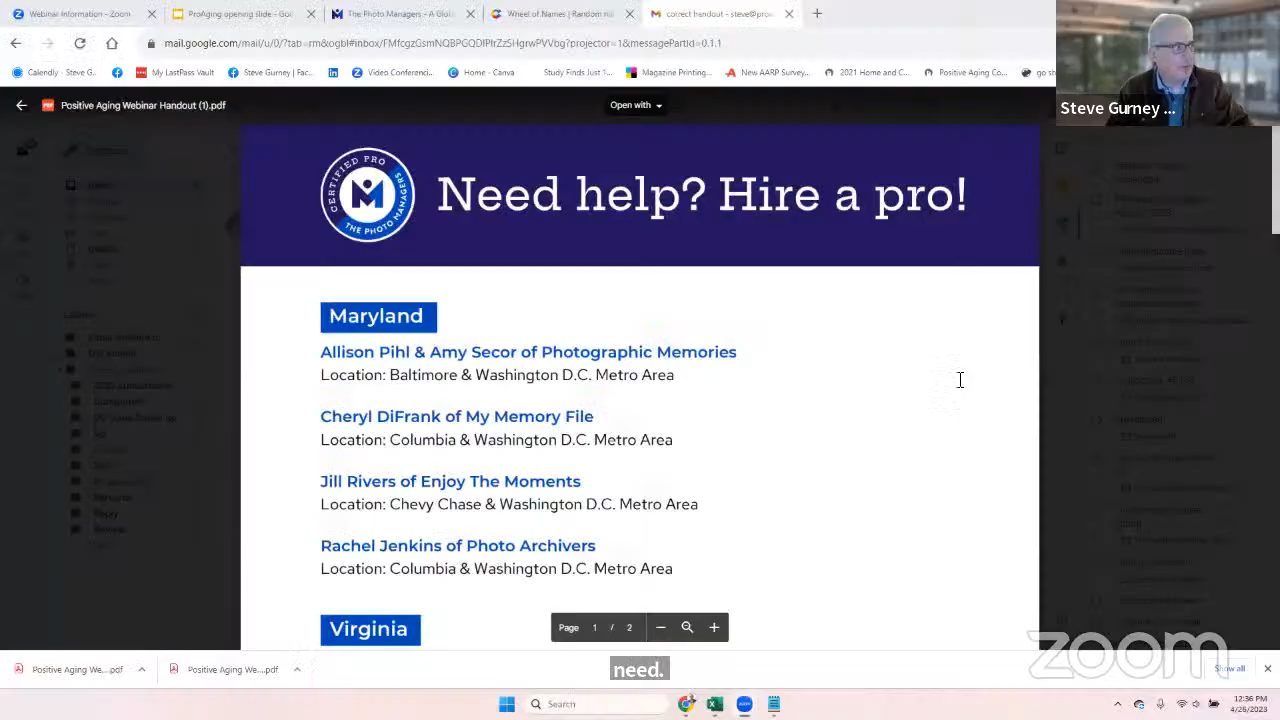 Video Conferencing, W
ProAging opening slide - Goo
The Photo Managers - A Glob
Wheel of Names | Random na
correct handout - steve@proa
mail.google.com/mail/u/0/?tab=rm&ogbl#inbox/
projector=1&messagePartId=0.1.1
Calendly - Steve G..
My LastPass Vault
Steve Gurney | Fac...
Video Conferenci...
Home - Canva
Study Finds Just 1...
Magazine Printing...
New AARP Survey...
2021 Home and C...
Positive Aging Co...
Steve Gurney ...
Positive Aging Webinar Handout (1).pdf
Open with
CERTIFIED PRO
THE PHOTO MANAGERS
Need help? Hire a pro!
Maryland
Allison Pihl & Amy Secor of Photographic Memories
Location: Baltimore & Washington D.C. Metro Area
Cheryl DiFrank of My Memory File
Location: Columbia & Washington D.C. Metro Area
Jill Rivers of Enjoy The Moments
Location: Chevy Chase & Washington D.C. Metro Area
Rachel Jenkins of Photo Archivers
Location: Columbia & Washington D.C. Metro Area
Virginia
Page 1 / 2
zoom
Positive Aging We....pdf
Positive Aging We....pdf
need.
Show all
Search
12:36 PM
4/26/2023